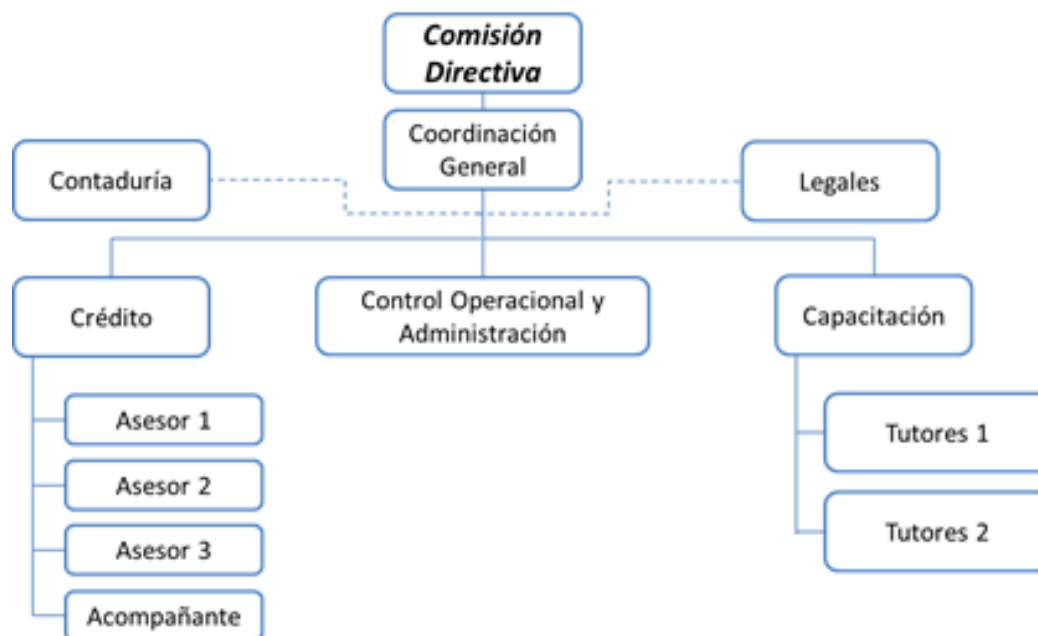 Comisión
Directiva
Coordinación
General
Contaduría
Legales
Crédito
Control Operacional y
Administración
Capacitación
Asesor 1
Asesor 2
Asesor 3
Acompañante
Tutores 1
Tutores 2